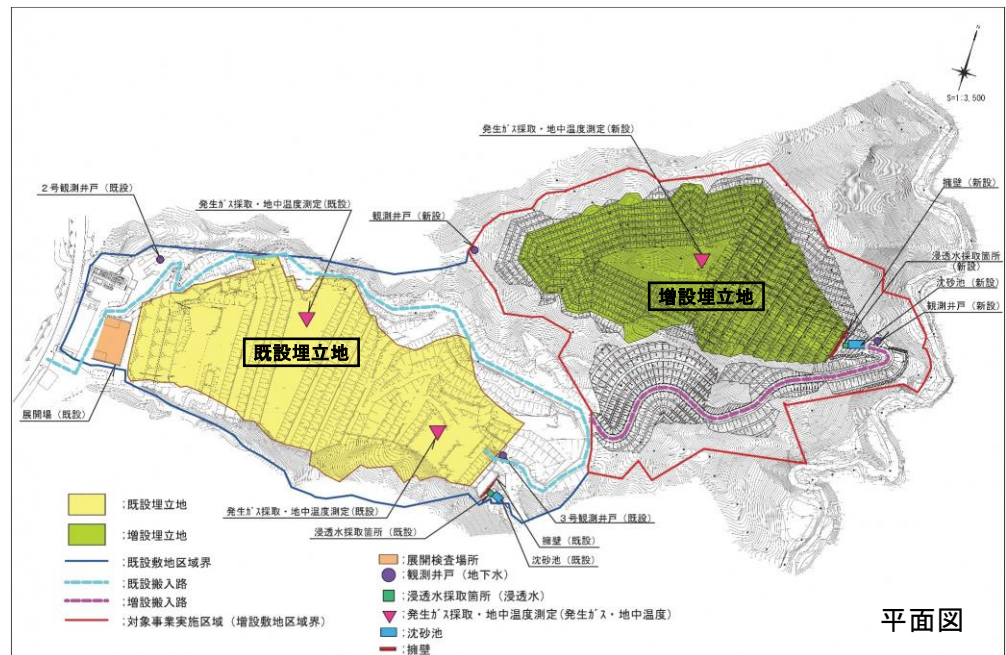 N
S=1:3,500
発生ｶﾞｽ採取・地中温度測定(新設)
擁壁（新設）
２号観測井戸（既設）
発生ｶﾞｽ採取・地中温度測定(既設)
観測井戸（新設）
浸透水採取箇所
（新設）
沈砂池（新設）
観測井戸（新設）
増設埋立地
既設埋立地
展開場（既設）
発生ｶﾞｽ採取・地中温度測定(既設)
浸透水採取箇所（既設）
３号観測井戸（既設）
擁壁（既設）
沈砂池（既設）
:既設埋立地
:増設埋立地
:既設敷地区域界
:既設搬入路
:増設搬入路
:対象事業実施区域（増設敷地区域界）
:展開検査場所
:観測井戸（地下水）
:浸透水採取箇所（浸透水）
:発生ｶﾞｽ採取・地中温度測定(発生ガス・地中温度)
:沈砂池
:擁壁
平面図